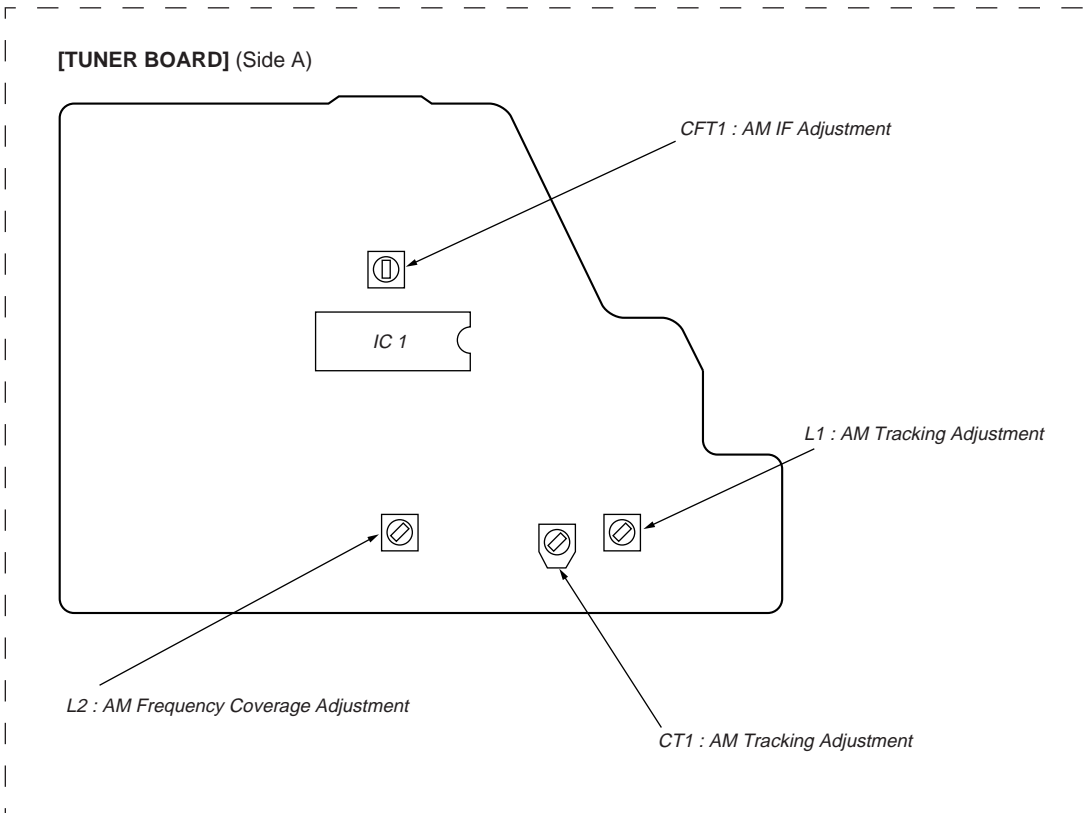 [TUNER BOARD] (Side A)
CFT1 : AM IF Adjustment
IC 1
L1 : AM Tracking Adjustment
L2 : AM Frequency Coverage Adjustment
CT1 : AM Tracking Adjustment